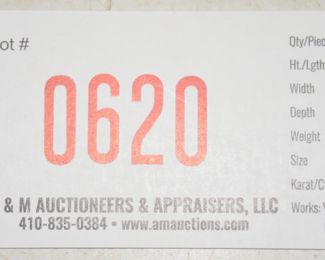 ot #
0620
& M AUCTIONEERS & APPRAISERS, LLC
410-835-0384 • www.amauctions.com
Qty/Piec
Ht./Lgth
Width
Depth
Weight
Size
Karat/C
Works: Y